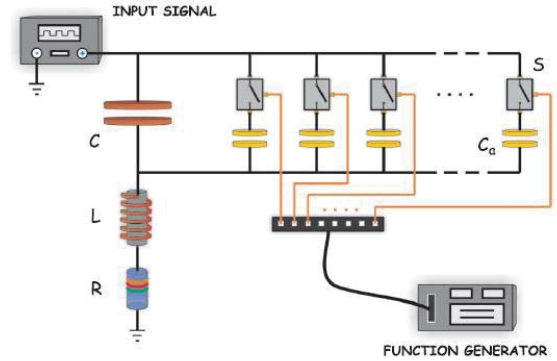 INPUT SIGNAL
S
C
Cₐ
L
R
FUNCTION GENERATOR